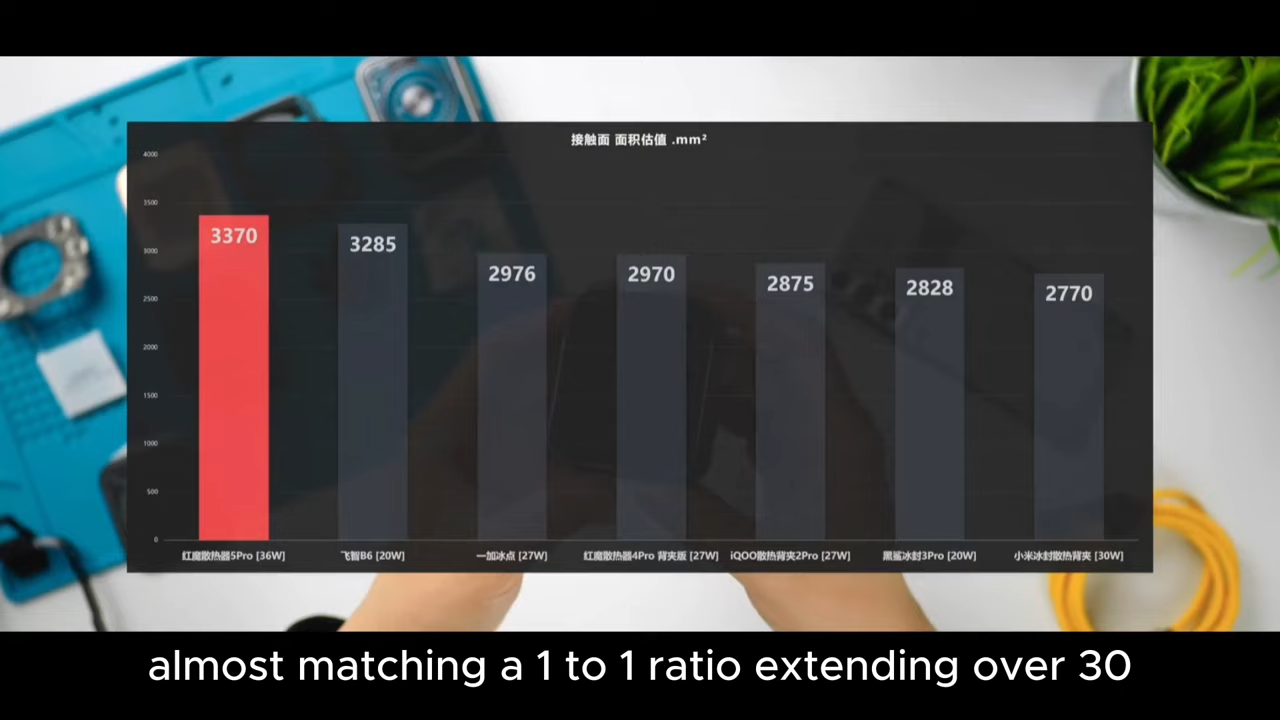 接触面 面积估值 .mm²
4000
3500
3000
2500
2000
1500
1000
500
0
3370
3285
2976
2970
2875
2828
2770
红魔散热器5Pro [36W]
飞智B6 [20W]
一加冰点 [27W]
红魔散热器4Pro 背夹版 [27W]
iQOO散热背夹2Pro [27W]
黑鲨冰封3Pro [20W]
小米冰封散热背夹 [30W]
almost matching a 1 to 1 ratio extending over 30